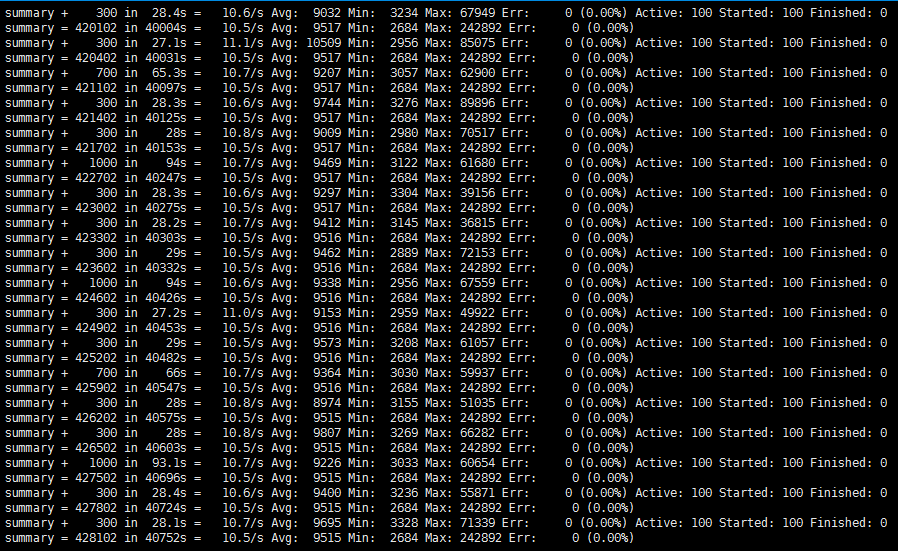 summary +    300 in  28.4s =   10.6/s Avg:  9032 Min:  3234 Max: 67949 Err:     0 (0.00%) Active: 100 Started: 100 Finished: 0
summary = 420102 in 40004s =   10.5/s Avg:  9517 Min:  2684 Max: 242892 Err:     0 (0.00%)
summary +    300 in  27.1s =   11.1/s Avg: 10509 Min:  2956 Max: 85075 Err:     0 (0.00%) Active: 100 Started: 100 Finished: 0
summary = 420402 in 40031s =   10.5/s Avg:  9517 Min:  2684 Max: 242892 Err:     0 (0.00%)
summary +    700 in  65.3s =   10.7/s Avg:  9207 Min:  3057 Max: 62900 Err:     0 (0.00%) Active: 100 Started: 100 Finished: 0
summary = 421102 in 40097s =   10.5/s Avg:  9517 Min:  2684 Max: 242892 Err:     0 (0.00%)
summary +    300 in  28.3s =   10.6/s Avg:  9744 Min:  3276 Max: 89896 Err:     0 (0.00%) Active: 100 Started: 100 Finished: 0
summary = 421402 in 40125s =   10.5/s Avg:  9517 Min:  2684 Max: 242892 Err:     0 (0.00%)
summary +    300 in    28s =   10.8/s Avg:  9009 Min:  2980 Max: 70517 Err:     0 (0.00%) Active: 100 Started: 100 Finished: 0
summary = 421702 in 40153s =   10.5/s Avg:  9517 Min:  2684 Max: 242892 Err:     0 (0.00%)
summary +   1000 in    94s =   10.7/s Avg:  9469 Min:  3122 Max: 61680 Err:     0 (0.00%) Active: 100 Started: 100 Finished: 0
summary = 422702 in 40247s =   10.5/s Avg:  9517 Min:  2684 Max: 242892 Err:     0 (0.00%)
summary +    300 in  28.3s =   10.6/s Avg:  9297 Min:  3304 Max: 39156 Err:     0 (0.00%) Active: 100 Started: 100 Finished: 0
summary = 423002 in 40275s =   10.5/s Avg:  9517 Min:  2684 Max: 242892 Err:     0 (0.00%)
summary +    300 in  28.2s =   10.7/s Avg:  9412 Min:  3145 Max: 36815 Err:     0 (0.00%) Active: 100 Started: 100 Finished: 0
summary = 423302 in 40303s =   10.5/s Avg:  9516 Min:  2684 Max: 242892 Err:     0 (0.00%)
summary +    300 in    29s =   10.5/s Avg:  9462 Min:  2889 Max: 72153 Err:     0 (0.00%) Active: 100 Started: 100 Finished: 0
summary = 423602 in 40332s =   10.5/s Avg:  9516 Min:  2684 Max: 242892 Err:     0 (0.00%)
summary +   1000 in    94s =   10.6/s Avg:  9338 Min:  2956 Max: 67559 Err:     0 (0.00%) Active: 100 Started: 100 Finished: 0
summary = 424602 in 40426s =   10.5/s Avg:  9516 Min:  2684 Max: 242892 Err:     0 (0.00%)
summary +    300 in  27.2s =   11.0/s Avg:  9153 Min:  2959 Max: 49922 Err:     0 (0.00%) Active: 100 Started: 100 Finished: 0
summary = 424902 in 40453s =   10.5/s Avg:  9516 Min:  2684 Max: 242892 Err:     0 (0.00%)
summary +    300 in    29s =   10.5/s Avg:  9573 Min:  3208 Max: 61057 Err:     0 (0.00%) Active: 100 Started: 100 Finished: 0
summary = 425202 in 40482s =   10.5/s Avg:  9516 Min:  2684 Max: 242892 Err:     0 (0.00%)
summary +    700 in    66s =   10.7/s Avg:  9364 Min:  3030 Max: 59937 Err:     0 (0.00%) Active: 100 Started: 100 Finished: 0
summary = 425902 in 40547s =   10.5/s Avg:  9516 Min:  2684 Max: 242892 Err:     0 (0.00%)
summary +    300 in    28s =   10.8/s Avg:  8974 Min:  3155 Max: 51035 Err:     0 (0.00%) Active: 100 Started: 100 Finished: 0
summary = 426202 in 40575s =   10.5/s Avg:  9515 Min:  2684 Max: 242892 Err:     0 (0.00%)
summary +    300 in    28s =   10.8/s Avg:  9807 Min:  3269 Max: 66282 Err:     0 (0.00%) Active: 100 Started: 100 Finished: 0
summary = 426502 in 40603s =   10.5/s Avg:  9515 Min:  2684 Max: 242892 Err:     0 (0.00%)
summary +   1000 in  93.1s =   10.7/s Avg:  9226 Min:  3033 Max: 60654 Err:     0 (0.00%) Active: 100 Started: 100 Finished: 0
summary = 427502 in 40696s =   10.5/s Avg:  9515 Min:  2684 Max: 242892 Err:     0 (0.00%)
summary +    300 in  28.4s =   10.6/s Avg:  9400 Min:  3236 Max: 55871 Err:     0 (0.00%) Active: 100 Started: 100 Finished: 0
summary = 427802 in 40724s =   10.5/s Avg:  9515 Min:  2684 Max: 242892 Err:     0 (0.00%)
summary +    300 in  28.1s =   10.7/s Avg:  9695 Min:  3328 Max: 71339 Err:     0 (0.00%) Active: 100 Started: 100 Finished: 0
summary = 428102 in 40752s =   10.5/s Avg:  9515 Min:  2684 Max: 242892 Err:     0 (0.00%)